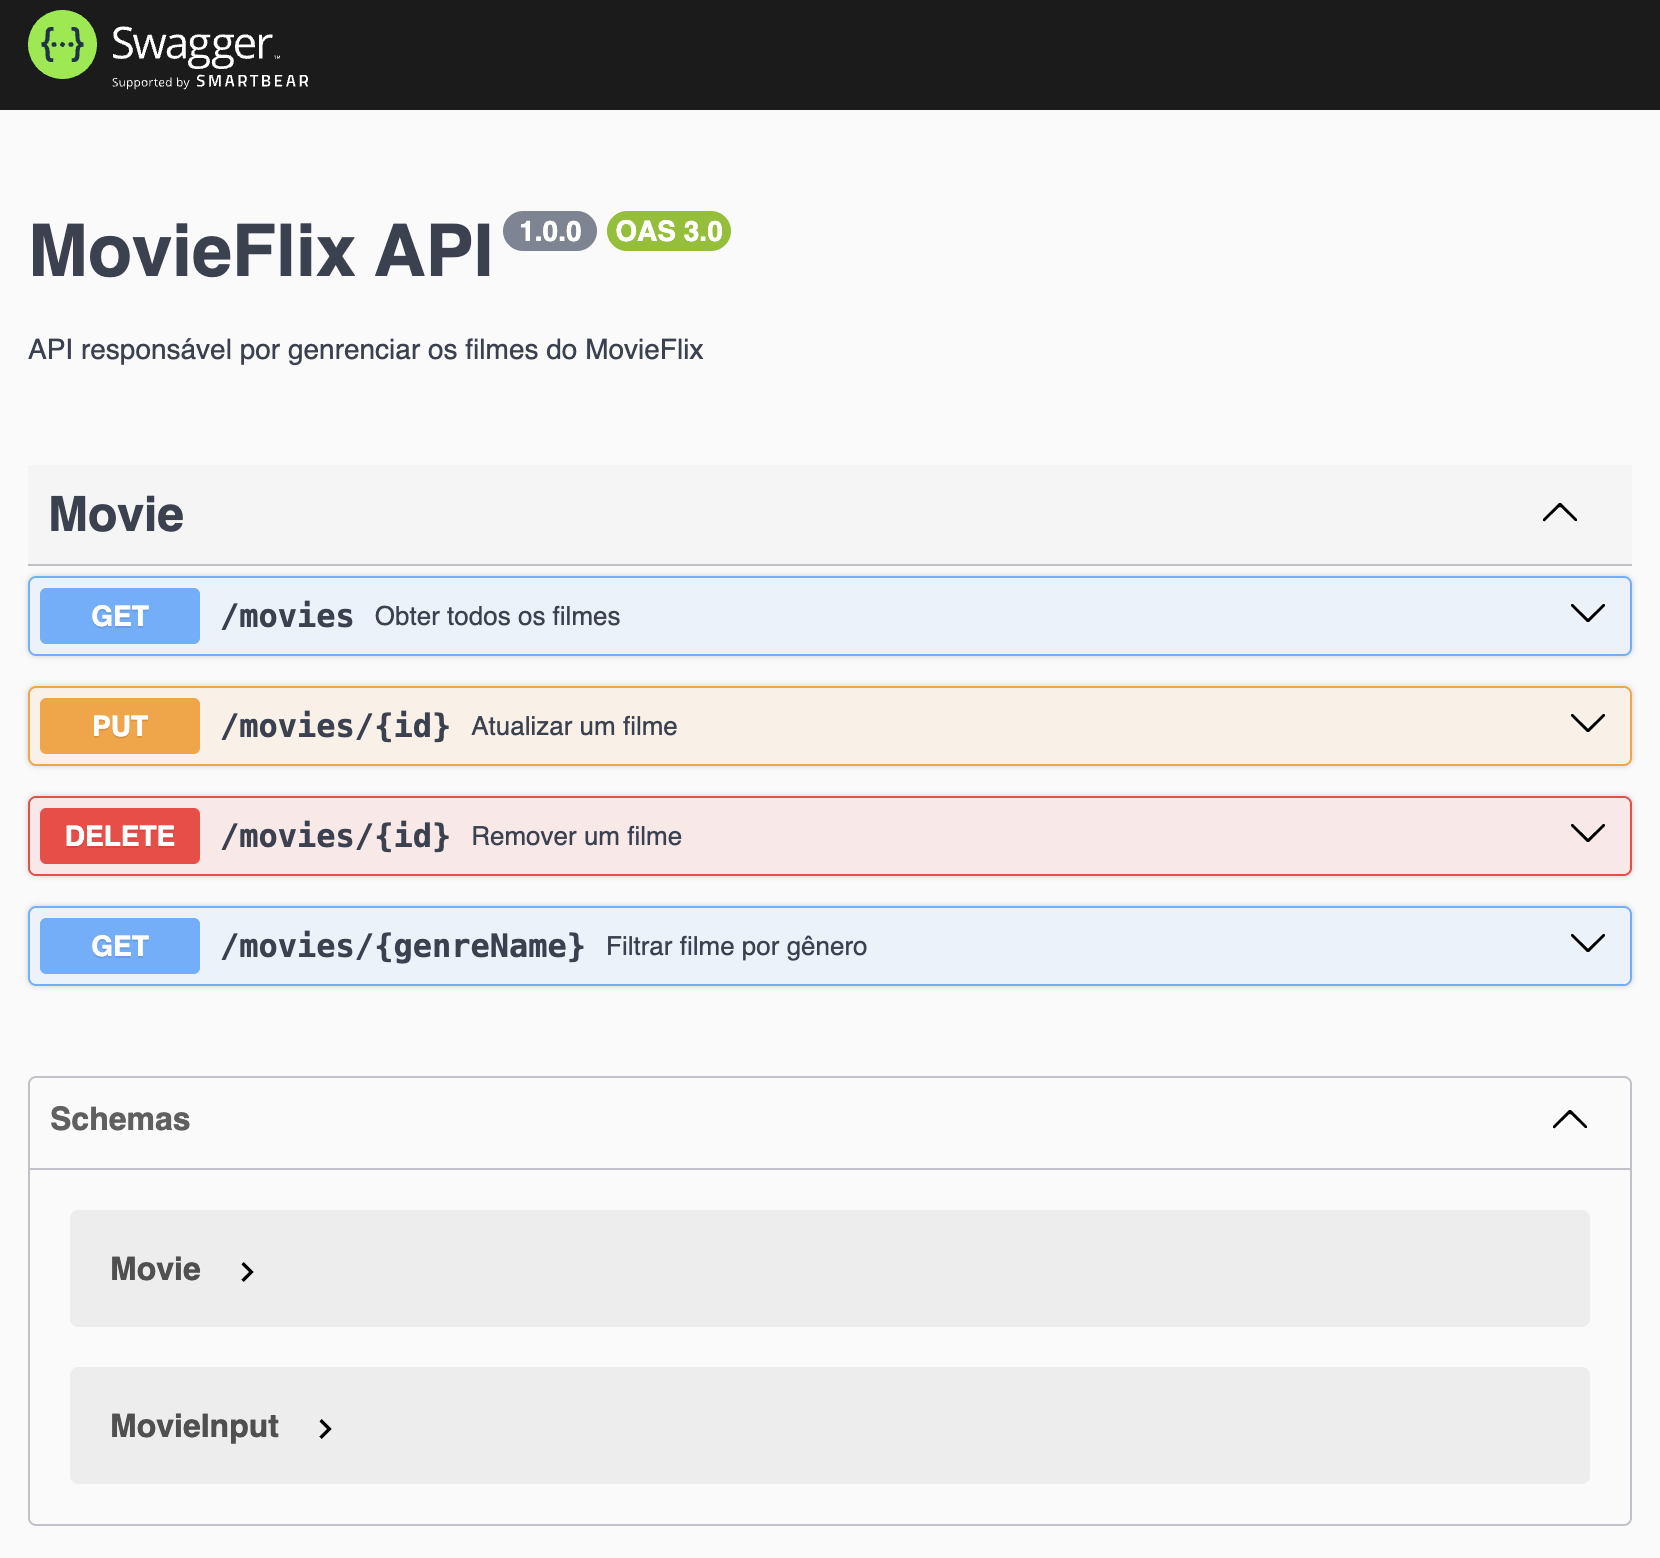 {···} Swagger™
Supported by SMARTBEAR
MovieFlix API 1.0.0 OAS 3.0
API responsável por genrenciar os filmes do MovieFlix
Movie
GET /movies Obter todos os filmes
PUT /movies/{id} Atualizar um filme
DELETE /movies/{id} Remover um filme
GET /movies/{genreName} Filtrar filme por gênero
Schemas
Movie
MovieInput